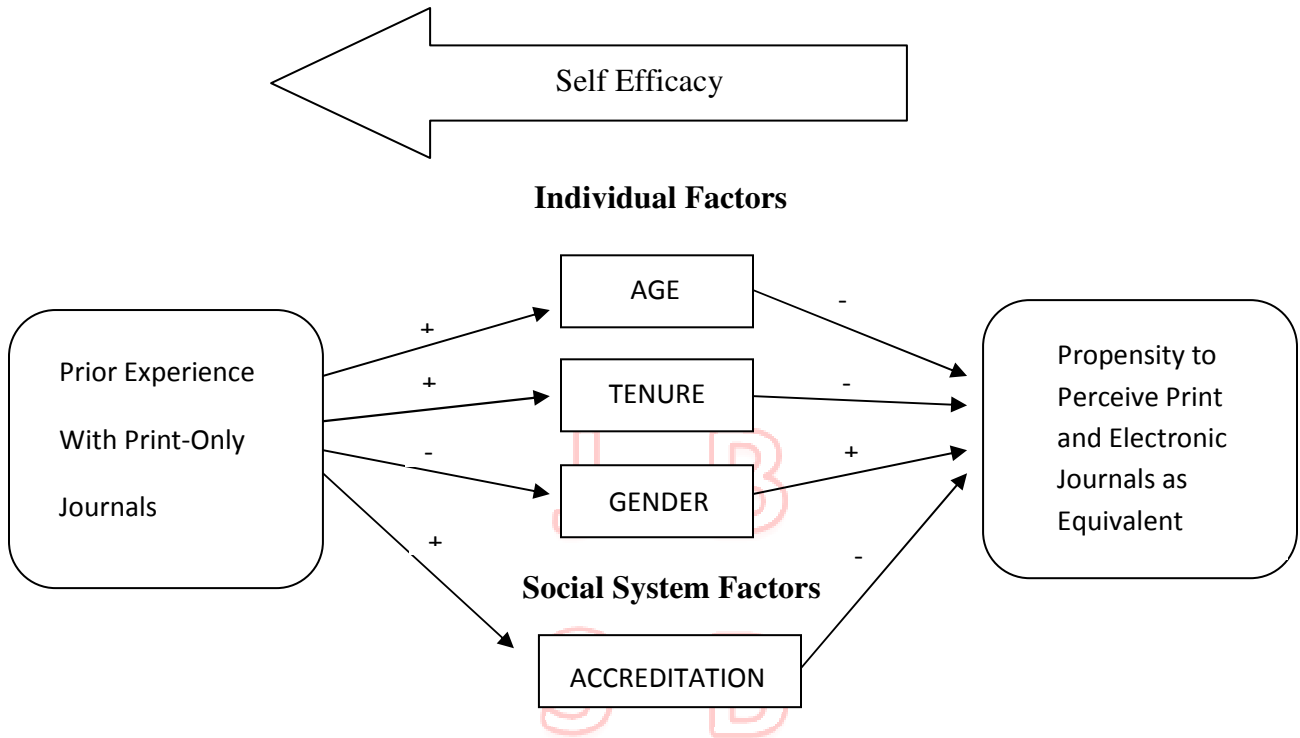 Self Efficacy
Individual Factors
AGE
-
+
Prior Experience
With Print-Only
Journals
+
TENURE
-
Propensity to
Perceive Print
and Electronic
Journals as
Equivalent
-
GENDER
+
+
-
Social System Factors
ACCREDITATION
J B
S B